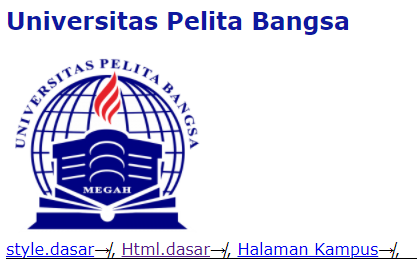 Universitas Pelita Bangsa
UNIVERSITAS PELITA BANGSA
MEGAH
style.dasar→/, Html.dasar→/, Halaman Kampus→/,